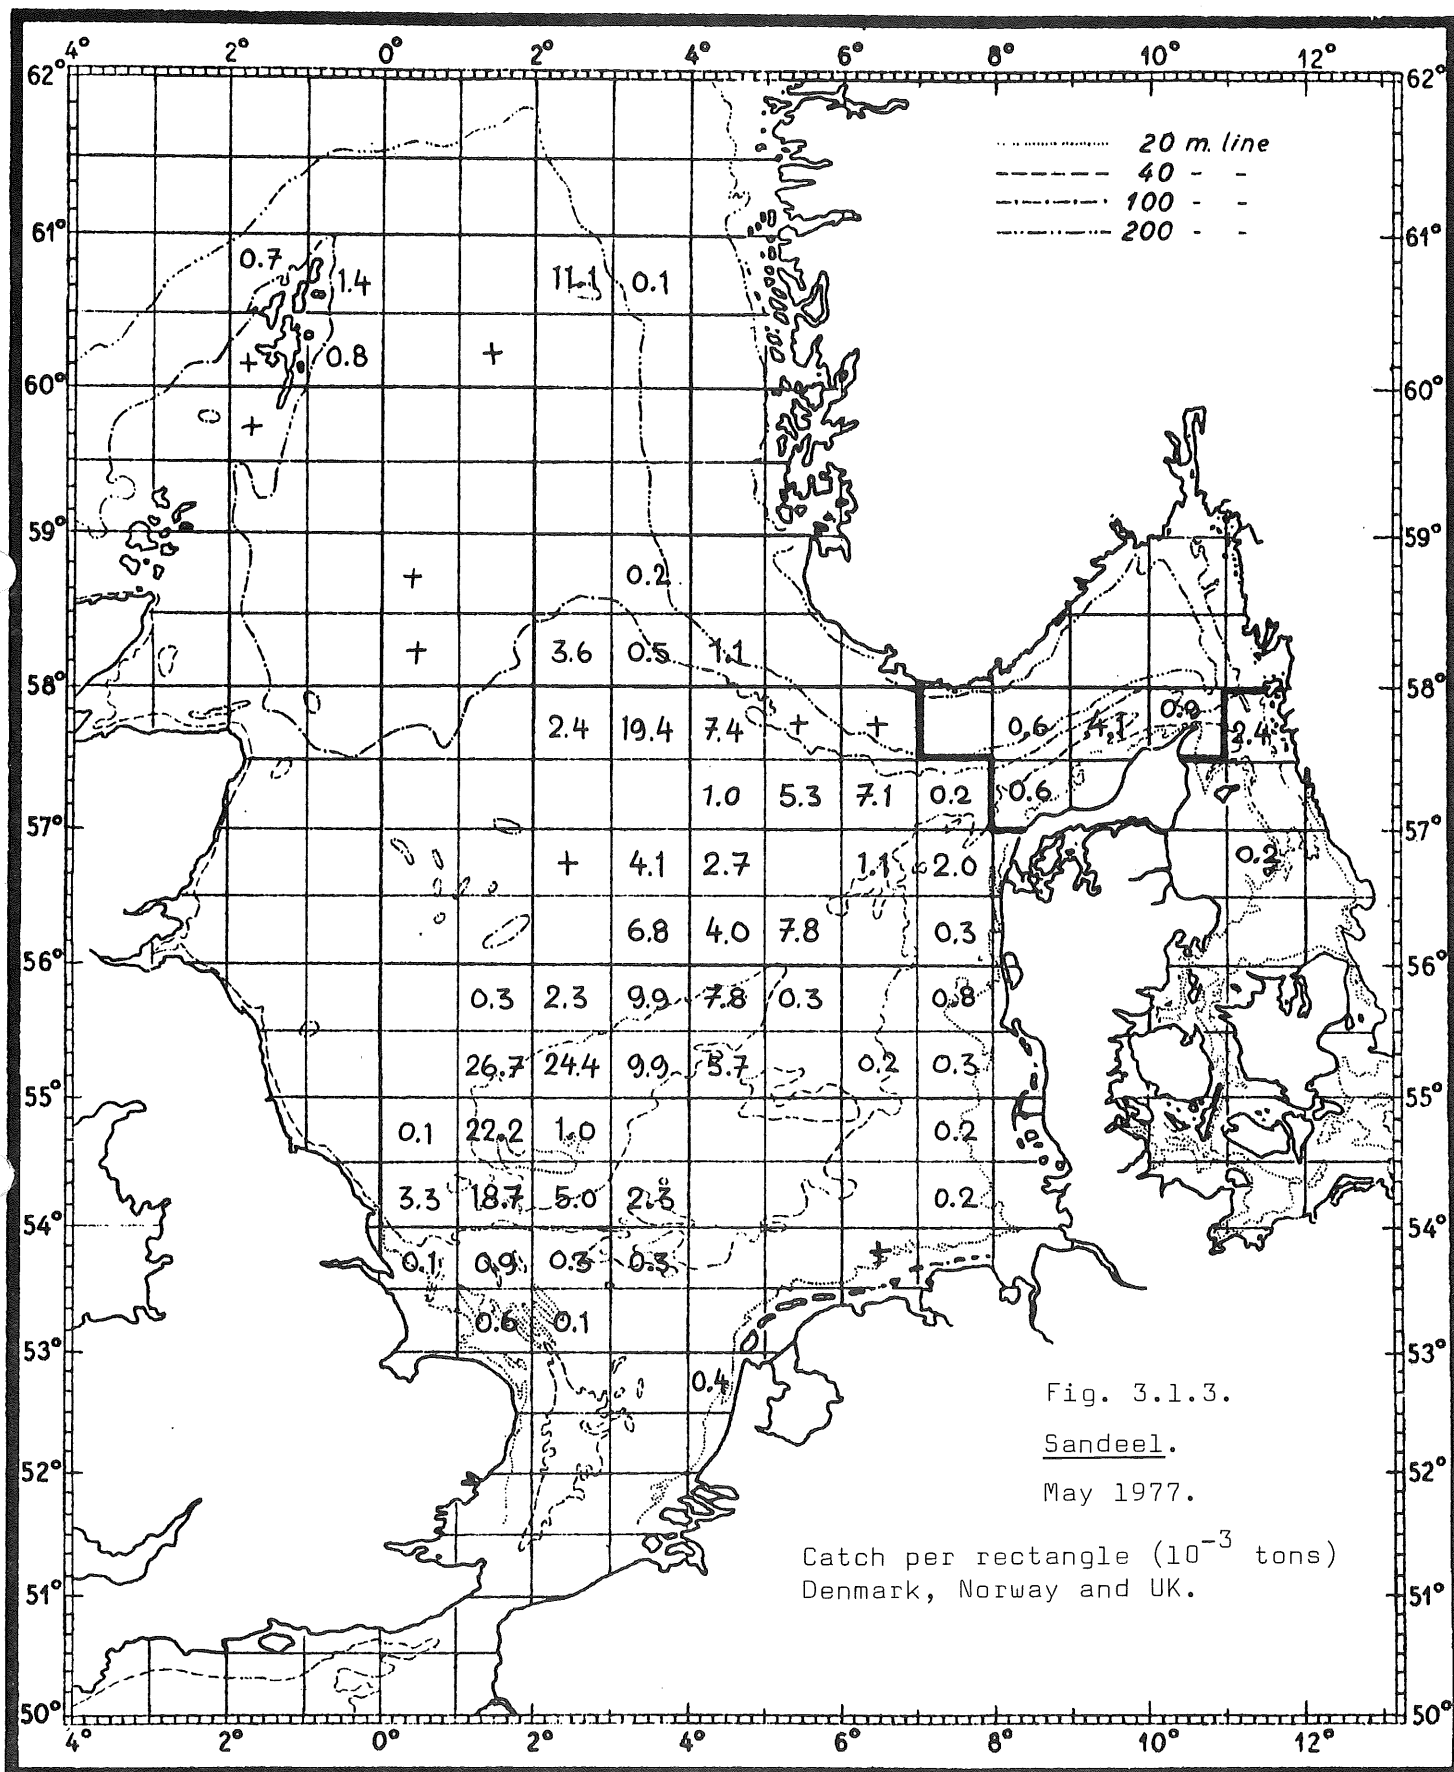 4° 2° 0° 2° 4° 6° 8° 10° 12°
62° 62°
20 m. line
40 - -
100 - -
200 - -
61° 61°
0.7 1.4 11.1 0.1
+ 0.8 +
60° 60°
+
59° 59°
+ 0.2
+ 3.6 0.5 1.1
58° 58°
2.4 19.4 7.4 + + 0.6 4.1 0.9 2.4
1.0 5.3 7.1 0.2 0.6
57° 57°
+ 4.1 2.7 1.1 2.0 0.2
6.8 4.0 7.8 0.3
56° 56°
0.3 2.3 9.9 7.8 0.3 0.8
26.7 24.4 9.9 3.7 0.2 0.3
55° 55°
0.1 22.2 1.0 0.2
3.3 18.7 5.0 2.3 0.2
54° 54°
0.1 0.9 0.3 0.3 +
0.6 0.1
53° 53°
0.4
Fig. 3.1.3.
Sandeel.
52° 52°
May 1977.
Catch per rectangle (10⁻³ tons)
Denmark, Norway and UK.
51° 51°
50° 50°
4° 2° 0° 2° 4° 6° 8° 10° 12°